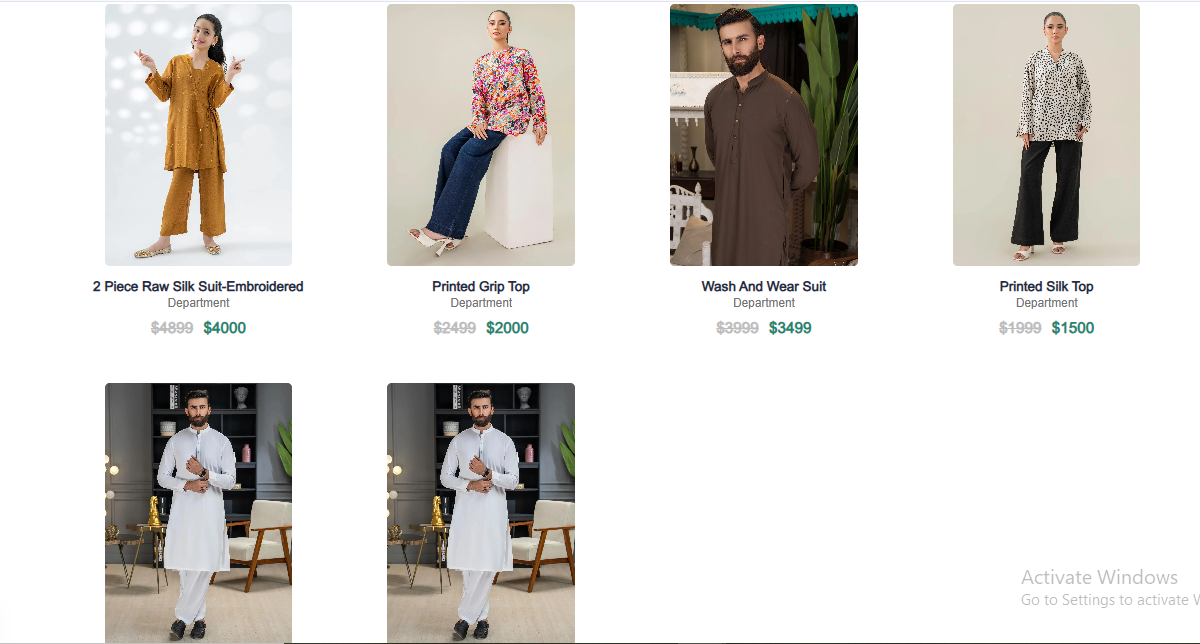 2 Piece Raw Silk Suit-Embroidered
Department
$4899 $4000
Printed Grip Top
Department
$2499 $2000
Wash And Wear Suit
Department
$3999 $3499
Printed Silk Top
Department
$1999 $1500
Activate Windows
Go to Settings to activate W